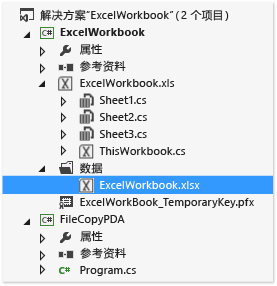 解决方案"ExcelWorkbook"(2 个项目)
ExcelWorkbook
属性
参考资料
ExcelWorkbook.xls
Sheet1.cs
Sheet2.cs
Sheet3.cs
ThisWorkbook.cs
数据
ExcelWorkbook.xlsx
ExcelWorkBook_TemporaryKey.pfx
FileCopyPDA
属性
参考资料
Program.cs